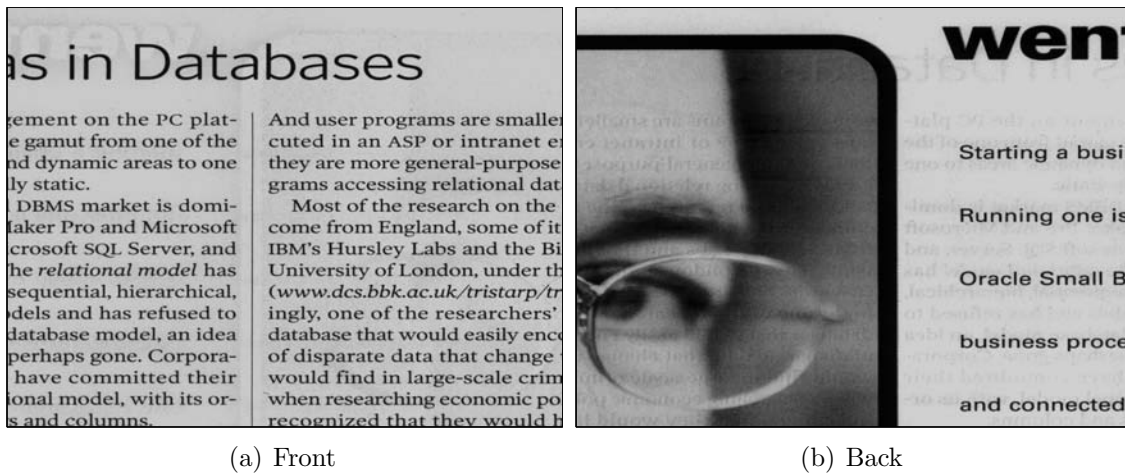 as in Databases
gement on the PC plat-
e gamut from one of the
nd dynamic areas to one
lly static.
l DBMS market is domi-
Maker Pro and Microsoft
crosoft SQL Server, and
The relational model has
sequential, hierarchical,
odels and has refused to
database model, an idea
perhaps gone. Corpora-
have committed their
ional model, with its or-
s and columns.
And user programs are smaller
cuted in an ASP or intranet en
they are more general-purpose
grams accessing relational dat
Most of the research on the
come from England, some of it
IBM's Hursley Labs and the Bi
University of London, under th
(www.dcs.bbk.ac.uk/tristarp/tr
ingly, one of the researchers'
database that would easily enco
of disparate data that change
would find in large-scale crim
when researching economic po
recognized that they would h
(a) Front
went
Starting a busi
Running one is
Oracle Small B
business proce
and connected
(b) Back